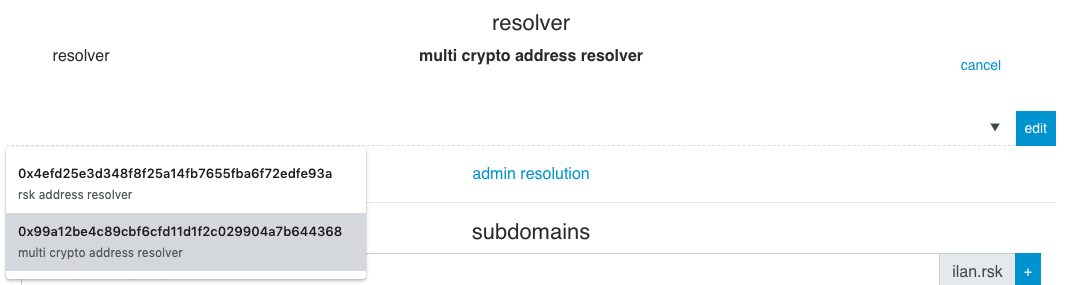 resolver
resolver
multi crypto address resolver
cancel
edit
0x4efd25e3d348f8f25a14fb7655fba6f72edfe93a
rsk address resolver
admin resolution
0x99a12be4c89cbf6cfd11d1f2c029904a7b644368
multi crypto address resolver
subdomains
ilan.rsk
+